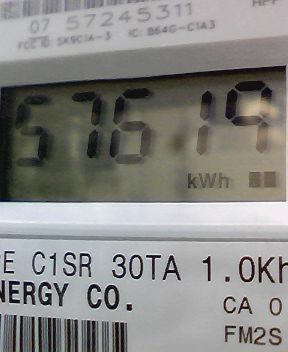 07 57245311
FCC ID: SK9C1A-3 IC: 864G-C1A3
57619
kWh
PE C1SR 30TA 1.0Kh
NERGY CO.
CA 0
FM2S